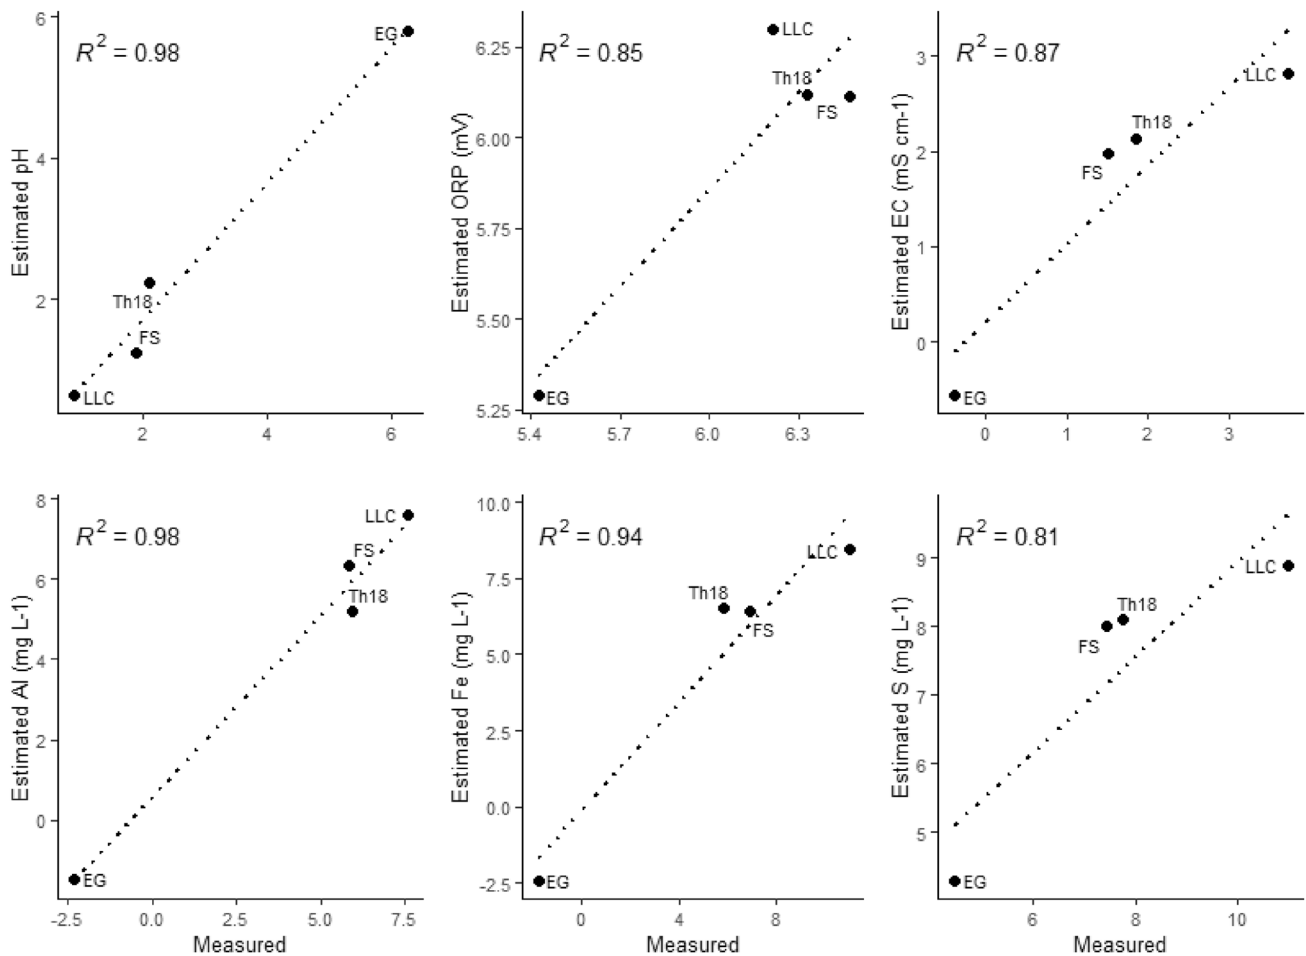 Estimated pH
R² = 0.98
6
4
2
EG
Th18
FS
LLC
2
4
6
Estimated ORP (mV)
R² = 0.85
6.25
6.00
5.75
5.50
5.25
LLC
Th18
FS
EG
5.4
5.7
6.0
6.3
Estimated EC (mS cm-1)
R² = 0.87
3
2
1
0
LLC
Th18
FS
EG
0
1
2
3
Estimated Al (mg L-1)
R² = 0.98
8
6
4
2
0
LLC
FS
Th18
EG
-2.5
0.0
2.5
5.0
7.5
Measured
Estimated Fe (mg L-1)
R² = 0.94
10.0
7.5
5.0
2.5
0.0
-2.5
LLC
Th18
FS
EG
0
4
8
Measured
Estimated S (mg L-1)
R² = 0.81
9
8
7
6
5
LLC
Th18
FS
EG
6
8
10
Measured